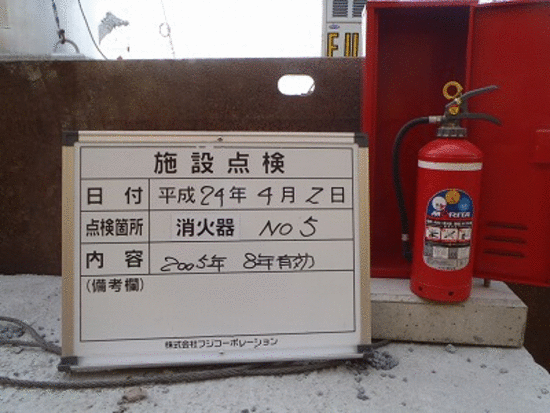 FU
施設点検
日付 平成24年4月2日
点検箇所 消火器 NO5
内容 2005年 8年有効
(備考欄)
株式会社フジコーポレーション
MORITA